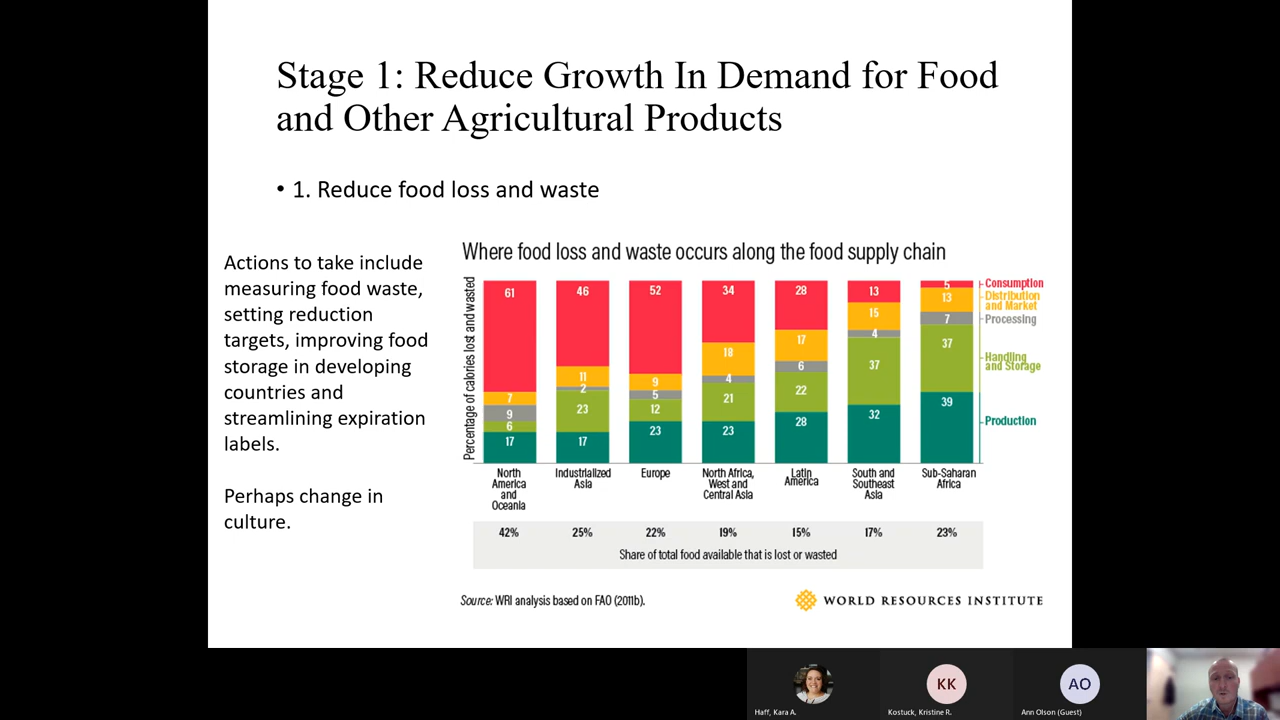 Stage 1: Reduce Growth In Demand for Food
and Other Agricultural Products
• 1. Reduce food loss and waste
Actions to take include
measuring food waste,
setting reduction
targets, improving food
storage in developing
countries and
streamlining expiration
labels.
Perhaps change in
culture.
Where food loss and waste occurs along the food supply chain
Percentage of calories lost and wasted
61
7
9
6
17
46
11
2
23
17
52
9
5
12
23
34
18
4
21
23
28
17
6
22
28
13
15
4
37
32
5
13
7
37
39
Consumption
Distribution
and Market
Processing
Handling
and Storage
Production
North
America
and
Oceania
Industrialized
Asia
Europe
North Africa,
West and
Central Asia
Latin
America
South and
Southeast
Asia
Sub-Saharan
Africa
42% 25% 22% 19% 15% 17% 23%
Share of total food available that is lost or wasted
Source: WRI analysis based on FAO (2011b).
WORLD RESOURCES INSTITUTE
KK
AO
Haff, Kara A.
Kostuck, Kristine R.
Ann Olson (Guest)